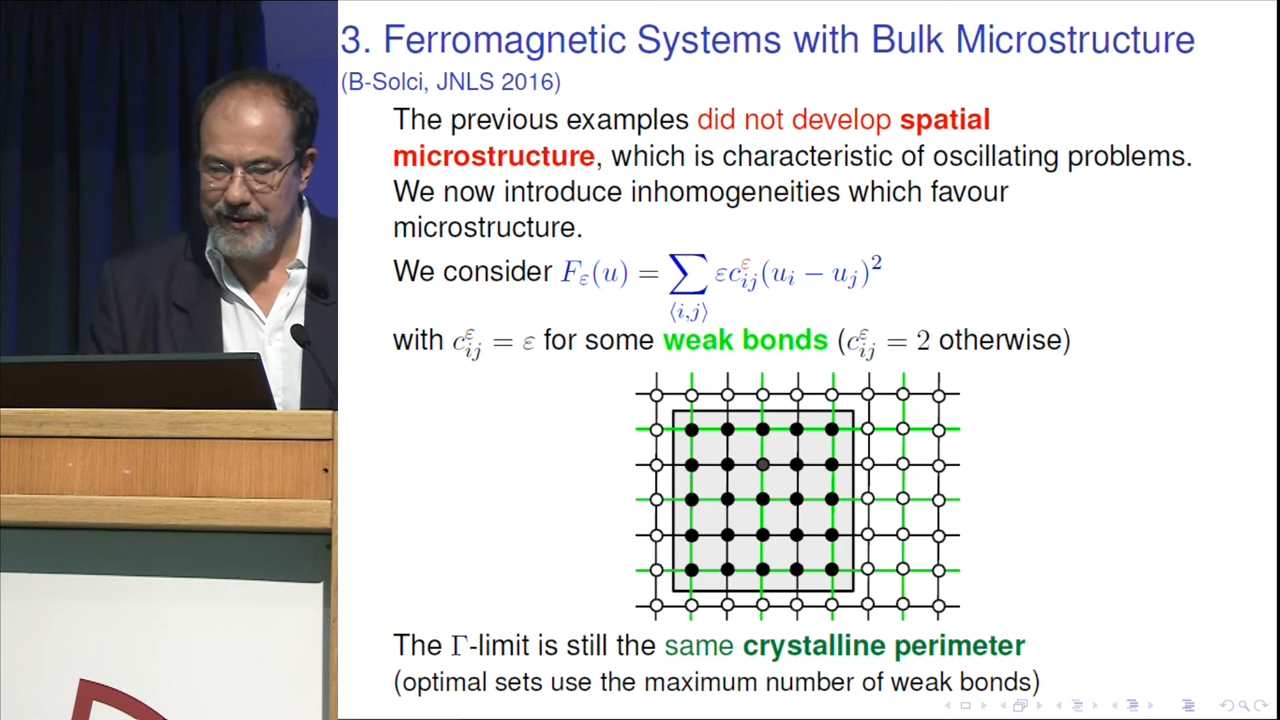 3. Ferromagnetic Systems with Bulk Microstructure
(B-Solci, JNLS 2016)
The previous examples did not develop spatial
microstructure, which is characteristic of oscillating problems.
We now introduce inhomogeneities which favour
microstructure.
We consider F_ε(u) = ∑_{⟨i,j⟩} εc^ε_{ij}(u_i − u_j)^2
with c^ε_{ij} = ε for some weak bonds (c^ε_{ij} = 2 otherwise)
The Γ-limit is still the same crystalline perimeter
(optimal sets use the maximum number of weak bonds)